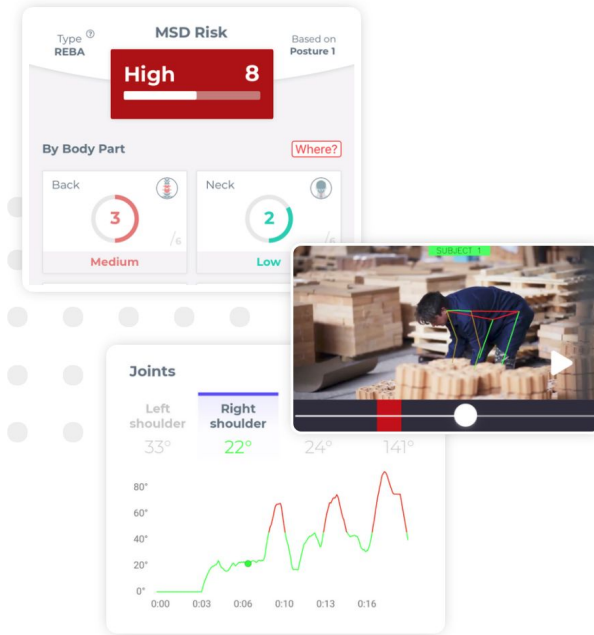 Type ?
REBA
MSD Risk
Based on
Posture 1
High 8
By Body Part
Where?
Back
Neck
3
/6
2
/6
Medium
Low
SUBJECT 1
Joints
Left
shoulder
Right
shoulder
33°
22°
24°
141°
80°
60°
40°
20°
0°
0:00
0:03
0:06
0:10
0:13
0:16